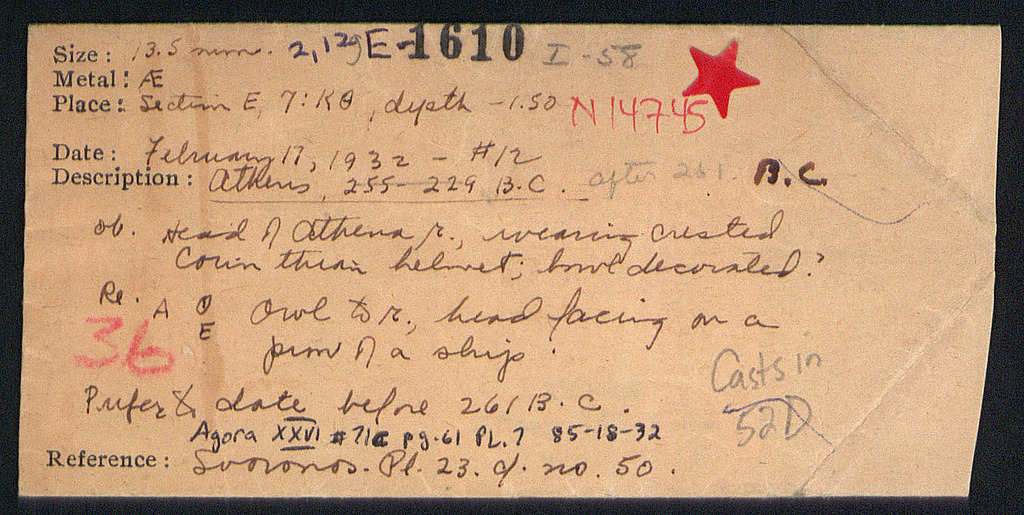 Size : 13.5 mm. 2,12g E-1610 I-58
Metal : Æ
Place : Section E, 7:KΘ, depth -1.50 N 14745
Date : February 17, 1932 - #12
Description : Athens, 255-229 B.C. after 261. B.C.
ob. Head of Athena r., wearing crested
Corinthian helmet; bowl decorated?
Re. A Θ Owl to r., head facing on a
E
36 prow of a ship.
Casts in
Prefer to date before 261 B.C.
52D
Agora XXVI #71c pg. 61 PL. 7 85-18-32
Reference : Svoronos. Pl. 23. cf. no. 50.